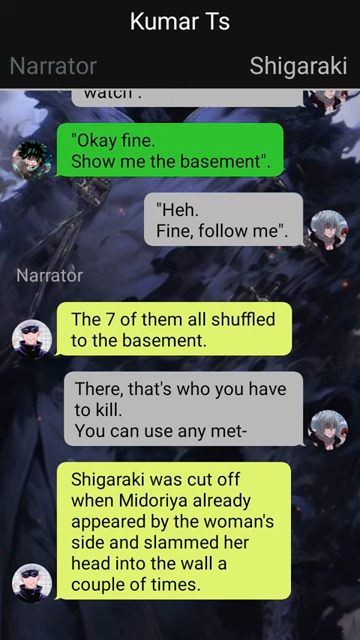 Kumar Ts
Narrator
Shigaraki
watch".
"Okay fine.
Show me the basement".
"Heh.
Fine, follow me".
Narrator
The 7 of them all shuffled
to the basement.
There, that's who you have
to kill.
You can use any met-
Shigaraki was cut off
when Midoriya already
appeared by the woman's
side and slammed her
head into the wall a
couple of times.